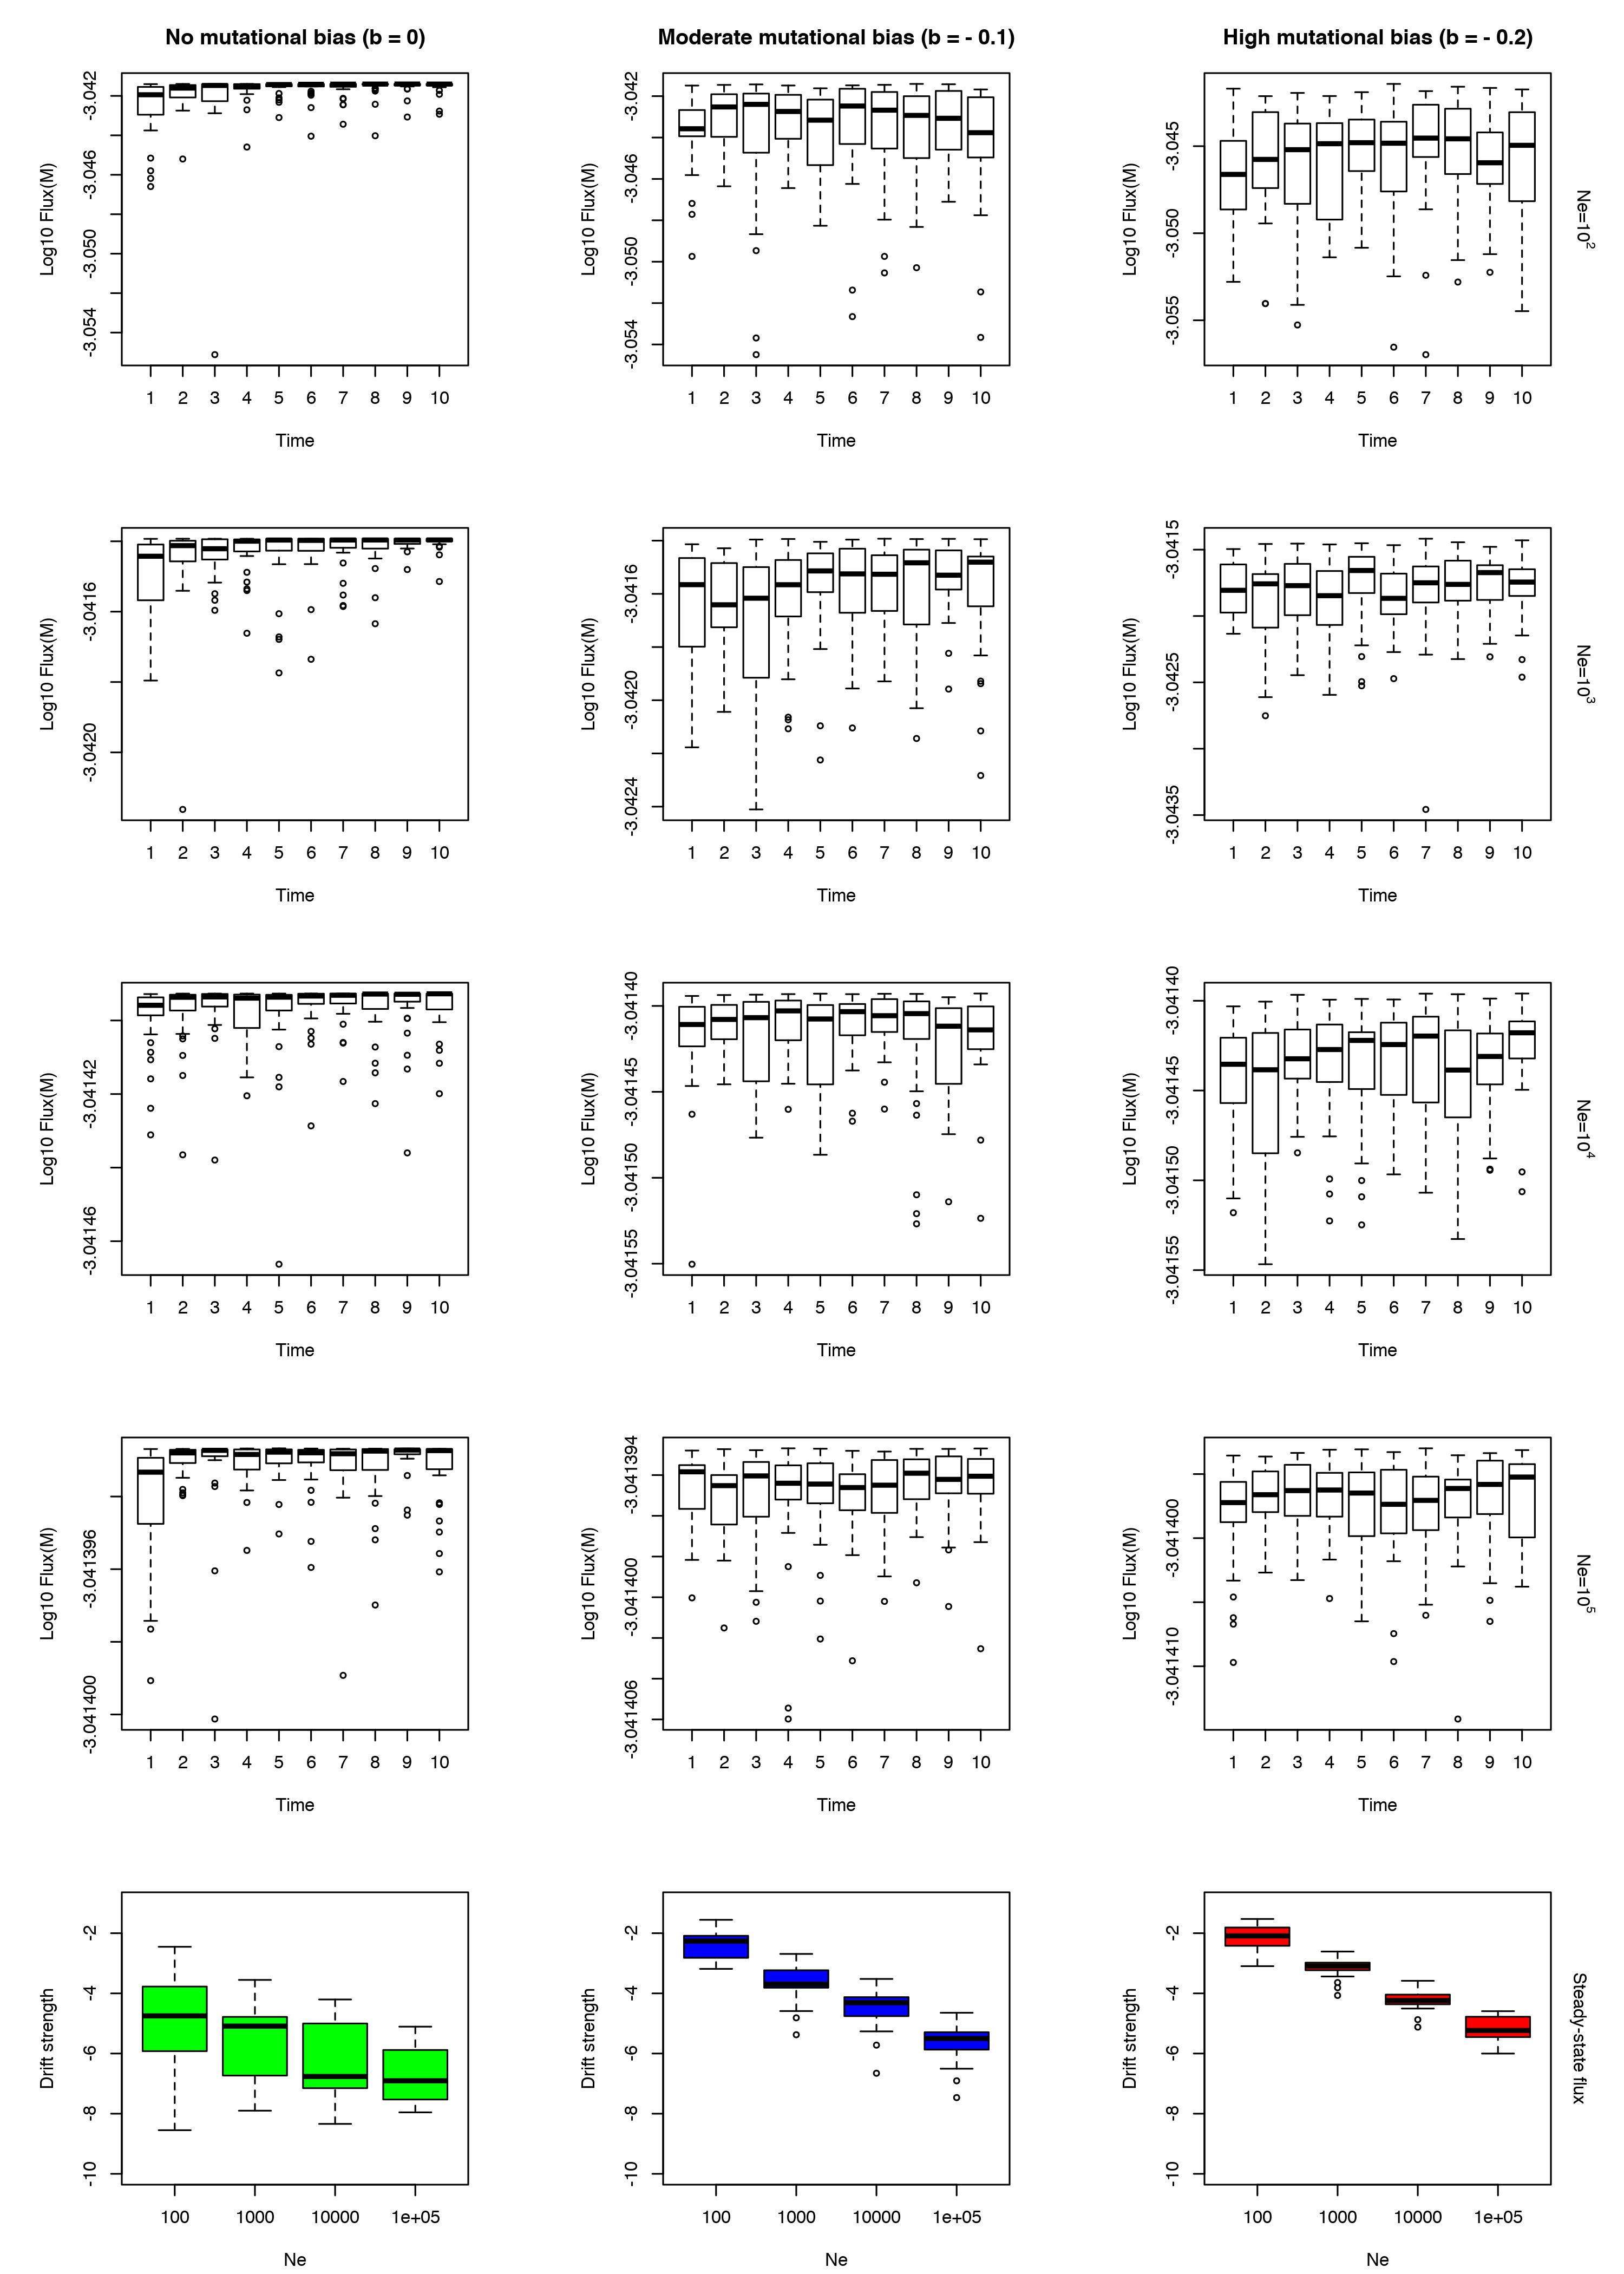 No mutational bias (b = 0)
Moderate mutational bias (b = - 0.1)
High mutational bias (b = - 0.2)
Log10 Flux(M)
-3.054 -3.050 -3.046 -3.042
1 2 3 4 5 6 7 8 9 10
Time
Log10 Flux(M)
-3.054 -3.050 -3.046 -3.042
1 2 3 4 5 6 7 8 9 10
Time
Log10 Flux(M)
-3.055 -3.050 -3.045
1 2 3 4 5 6 7 8 9 10
Time
Ne=10²
Log10 Flux(M)
-3.0420 -3.0416
1 2 3 4 5 6 7 8 9 10
Time
Log10 Flux(M)
-3.0424 -3.0420 -3.0416
1 2 3 4 5 6 7 8 9 10
Time
Log10 Flux(M)
-3.0435 -3.0425 -3.0415
1 2 3 4 5 6 7 8 9 10
Time
Ne=10³
Log10 Flux(M)
-3.04146 -3.04142
1 2 3 4 5 6 7 8 9 10
Time
Log10 Flux(M)
-3.04155 -3.04150 -3.04145 -3.04140
1 2 3 4 5 6 7 8 9 10
Time
Log10 Flux(M)
-3.04155 -3.04150 -3.04145 -3.04140
1 2 3 4 5 6 7 8 9 10
Time
Ne=10⁴
Log10 Flux(M)
-3.041400 -3.041396
1 2 3 4 5 6 7 8 9 10
Time
Log10 Flux(M)
-3.041406 -3.041400 -3.041394
1 2 3 4 5 6 7 8 9 10
Time
Log10 Flux(M)
-3.041410 -3.041400
1 2 3 4 5 6 7 8 9 10
Time
Ne=10⁵
Drift strength
-10 -8 -6 -4 -2
100 1000 10000 1e+05
Ne
Drift strength
-10 -8 -6 -4 -2
100 1000 10000 1e+05
Ne
Drift strength
-10 -8 -6 -4 -2
100 1000 10000 1e+05
Ne
Steady-state flux